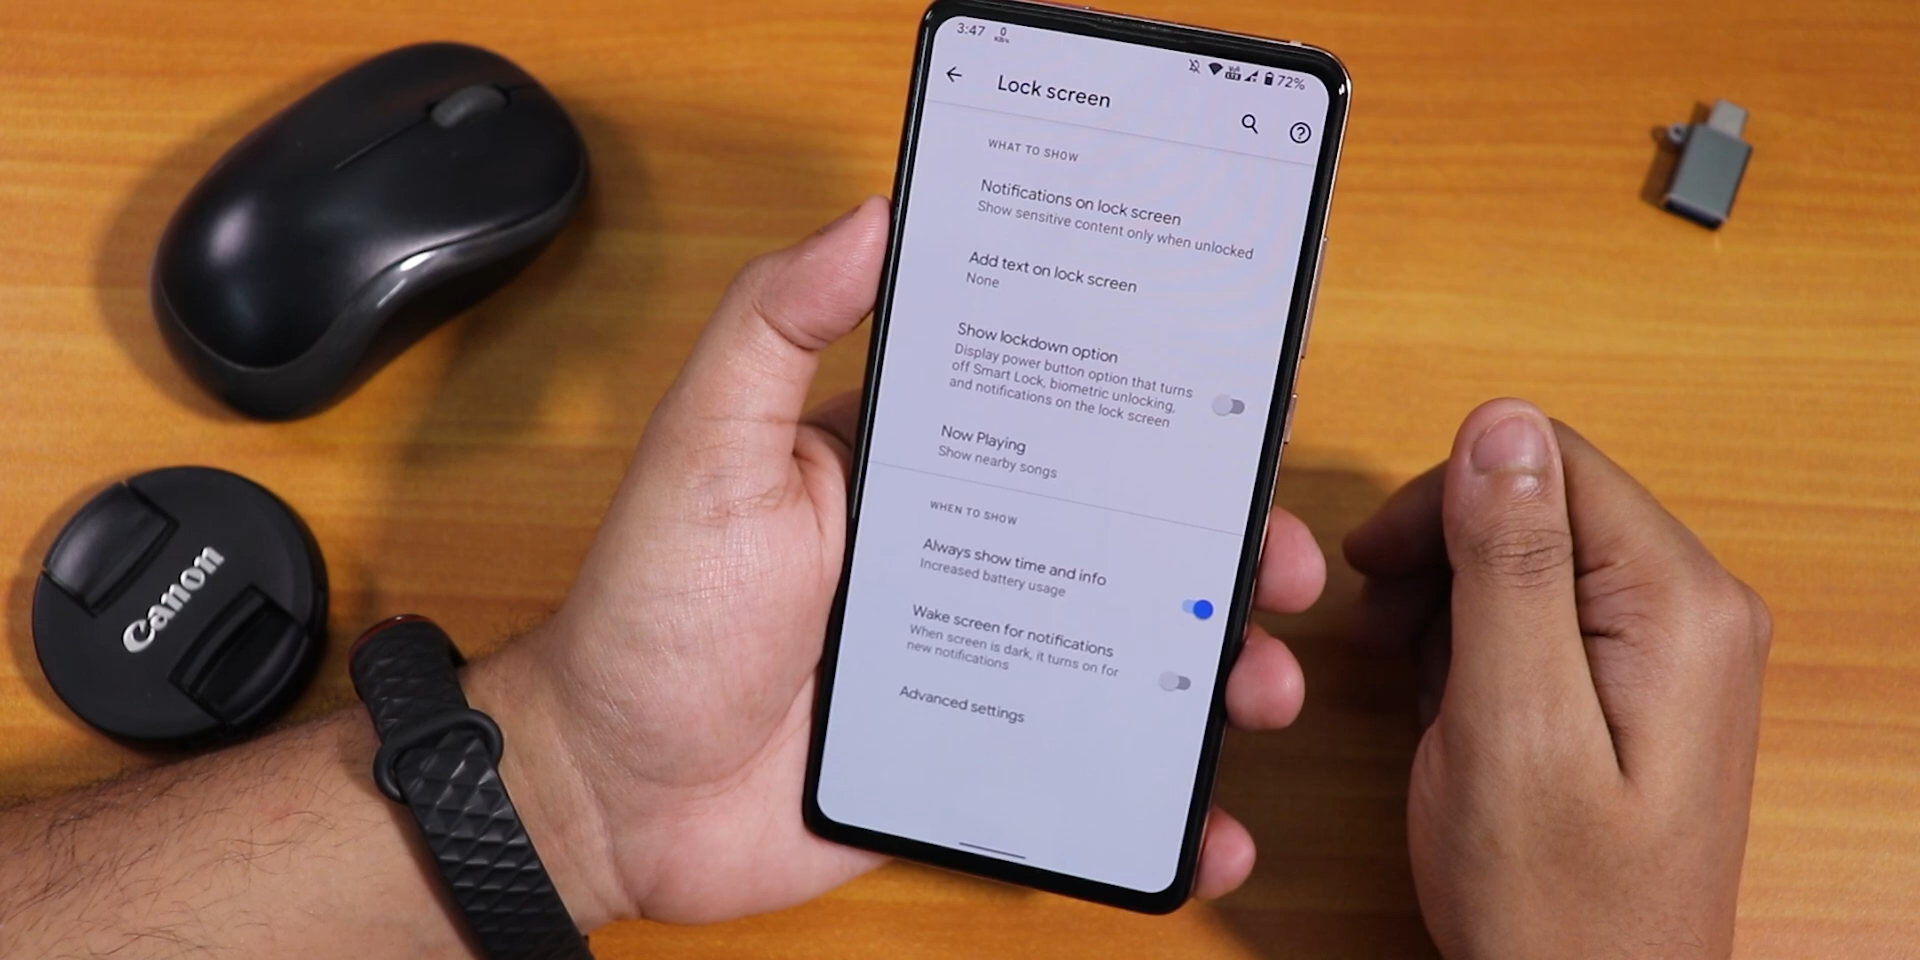 3:47
0
KB/s
72%
Lock screen
WHAT TO SHOW
Notifications on lock screen
Show sensitive content only when unlocked
Add text on lock screen
None
Show lockdown option
Display power button option that turns
off Smart Lock, biometric unlocking,
and notifications on the lock screen
Now Playing
Show nearby songs
WHEN TO SHOW
Always show time and info
Increased battery usage
Wake screen for notifications
When screen is dark, it turns on for
new notifications
Advanced settings
Canon